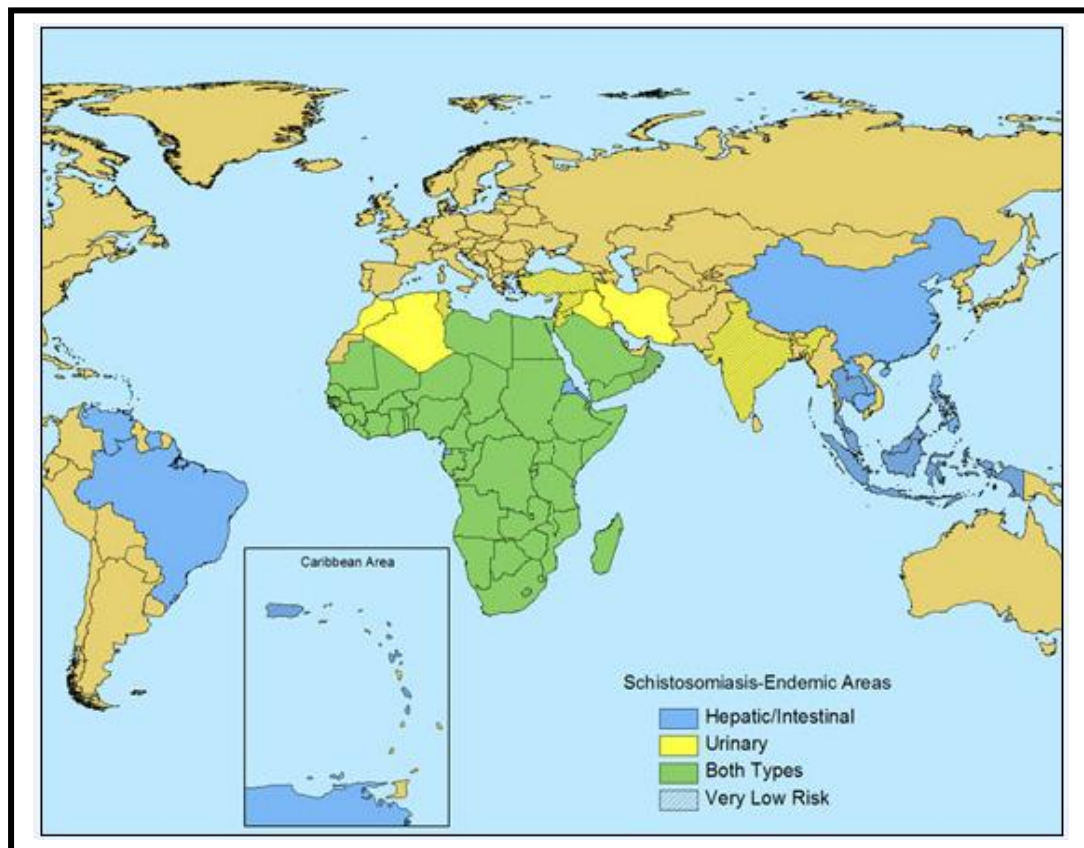 Caribbean Area
Schistosomiasis-Endemic Areas
Hepatic/Intestinal
Urinary
Both Types
Very Low Risk